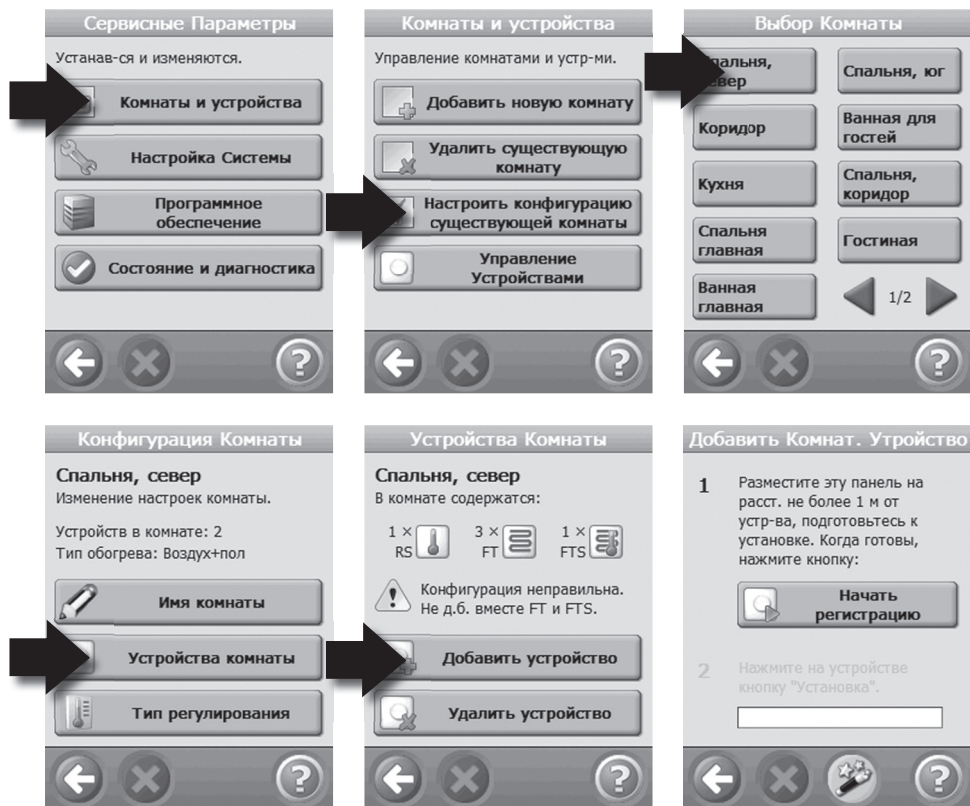 Сервисные Параметры
Устанав-ся и изменяются.
Комнаты и устройства
Настройка Системы
Программное
обеспечение
Состояние и диагностика
Комнаты и устройства
Управление комнатами и устр-ми.
Добавить новую комнату
Удалить существующую
комнату
Настроить конфигурацию
существующей комнаты
Управление
Устройствами
Выбор Комнаты
пальня,
вер
Спальня, юг
Коридор
Ванная для
гостей
Кухня
Спальня,
коридор
Спальня
главная
Гостиная
Ванная
главная
1/2
?
?
?
Конфигурация Комнаты
Спальня, север
Изменение настроек комнаты.
Устройств в комнате: 2
Тип обогрева: Воздух+пол
Имя комнаты
Устройства комнаты
Тип регулирования
Устройства Комнаты
Спальня, север
В комнате содержатся:
1 × RS
3 × FT
1 × FTS
Конфигурация неправильна.
Не д.б. вместе FT и FTS.
Добавить устройство
Удалить устройство
Добавить Комнат. Утройство
1 Разместите эту панель на
расст. не более 1 м от
устр-ва, подготовьтесь к
установке. Когда готовы,
нажмите кнопку:
Начать
регистрацию
2 Нажмите на устройстве
кнопку "Установка".
?
?
?